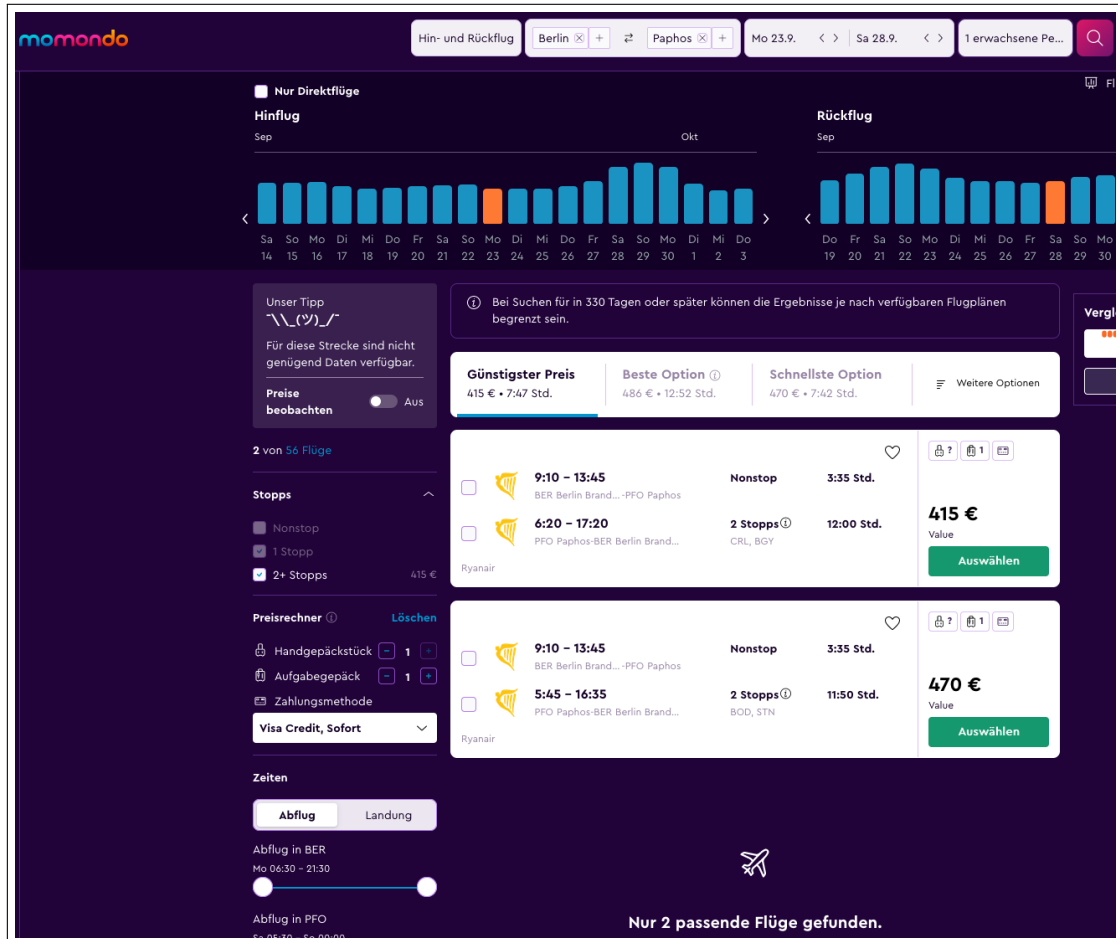 momondo
Hin- und Rückflug Berlin + ⇄ Paphos + Mo 23.9. < > Sa 28.9. < > 1 erwachsene Pe...
Nur Direktflüge
Hinflug
Sep Okt
Sa So Mo Di Mi Do Fr Sa So Mo Di Mi Do Fr Sa So Mo Di Mi Do
14 15 16 17 18 19 20 21 22 23 24 25 26 27 28 29 30 1 2 3
Fl
Rückflug
Sep
Do Fr Sa So Mo Di Mi Do Fr Sa So Mo
19 20 21 22 23 24 25 26 27 28 29 30
Unser Tipp
¯\\_(ツ)_/¯
Für diese Strecke sind nicht
genügend Daten verfügbar.
Preise
beobachten
Aus
2 von 56 Flüge
Stopps
Nonstop
1 Stopp
2+ Stopps 415 €
Preisrechner Löschen
Handgepäckstück - 1 +
Aufgabegepäck - 1 +
Zahlungsmethode
Visa Credit, Sofort
Zeiten
Abflug Landung
Abflug in BER
Mo 06:30 - 21:30
Abflug in PFO
Bei Suchen für in 330 Tagen oder später können die Ergebnisse je nach verfügbaren Flugplänen
begrenzt sein.
Günstigster Preis
415 € • 7:47 Std.
Beste Option
486 € • 12:52 Std.
Schnellste Option
470 € • 7:42 Std.
Weitere Optionen
9:10 – 13:45 Nonstop 3:35 Std.
BER Berlin Brand... -PFO Paphos
6:20 – 17:20 2 Stopps 12:00 Std.
PFO Paphos-BER Berlin Brand... CRL, BGY
Ryanair
? 1
415 €
Value
Auswählen
9:10 – 13:45 Nonstop 3:35 Std.
BER Berlin Brand... -PFO Paphos
5:45 – 16:35 2 Stopps 11:50 Std.
PFO Paphos-BER Berlin Brand... BOD, STN
Ryanair
? 1
470 €
Value
Auswählen
Nur 2 passende Flüge gefunden.
Vergl